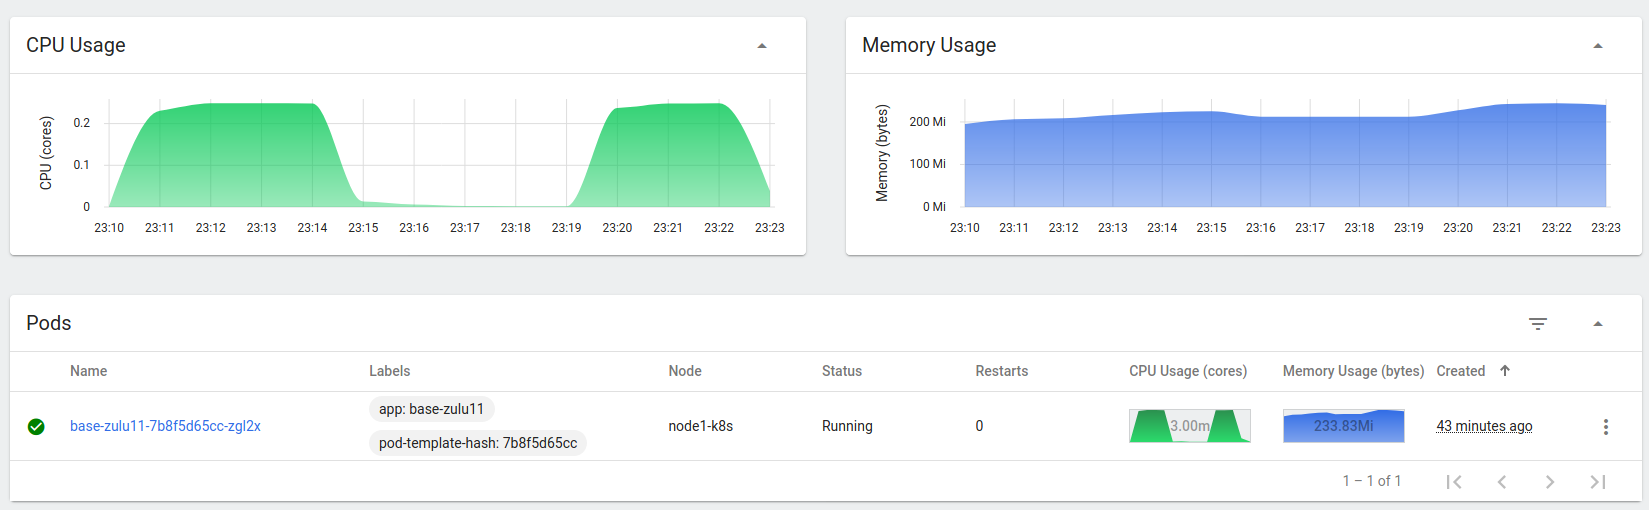 CPU Usage
Memory Usage
CPU (cores)
0.2
0.1
0
23:10 23:11 23:12 23:13 23:14 23:15 23:16 23:17 23:18 23:19 23:20 23:21 23:22 23:23
Memory (bytes)
200 Mi
100 Mi
0 Mi
23:10 23:11 23:12 23:13 23:14 23:15 23:16 23:17 23:18 23:19 23:20 23:21 23:22 23:23
Pods
Name Labels Node Status Restarts CPU Usage (cores) Memory Usage (bytes) Created
app: base-zulu11
base-zulu11-7b8f5d65cc-zgl2x node1-k8s Running 0 3.00m 233.83Mi 43 minutes ago
pod-template-hash: 7b8f5d65cc
1 – 1 of 1